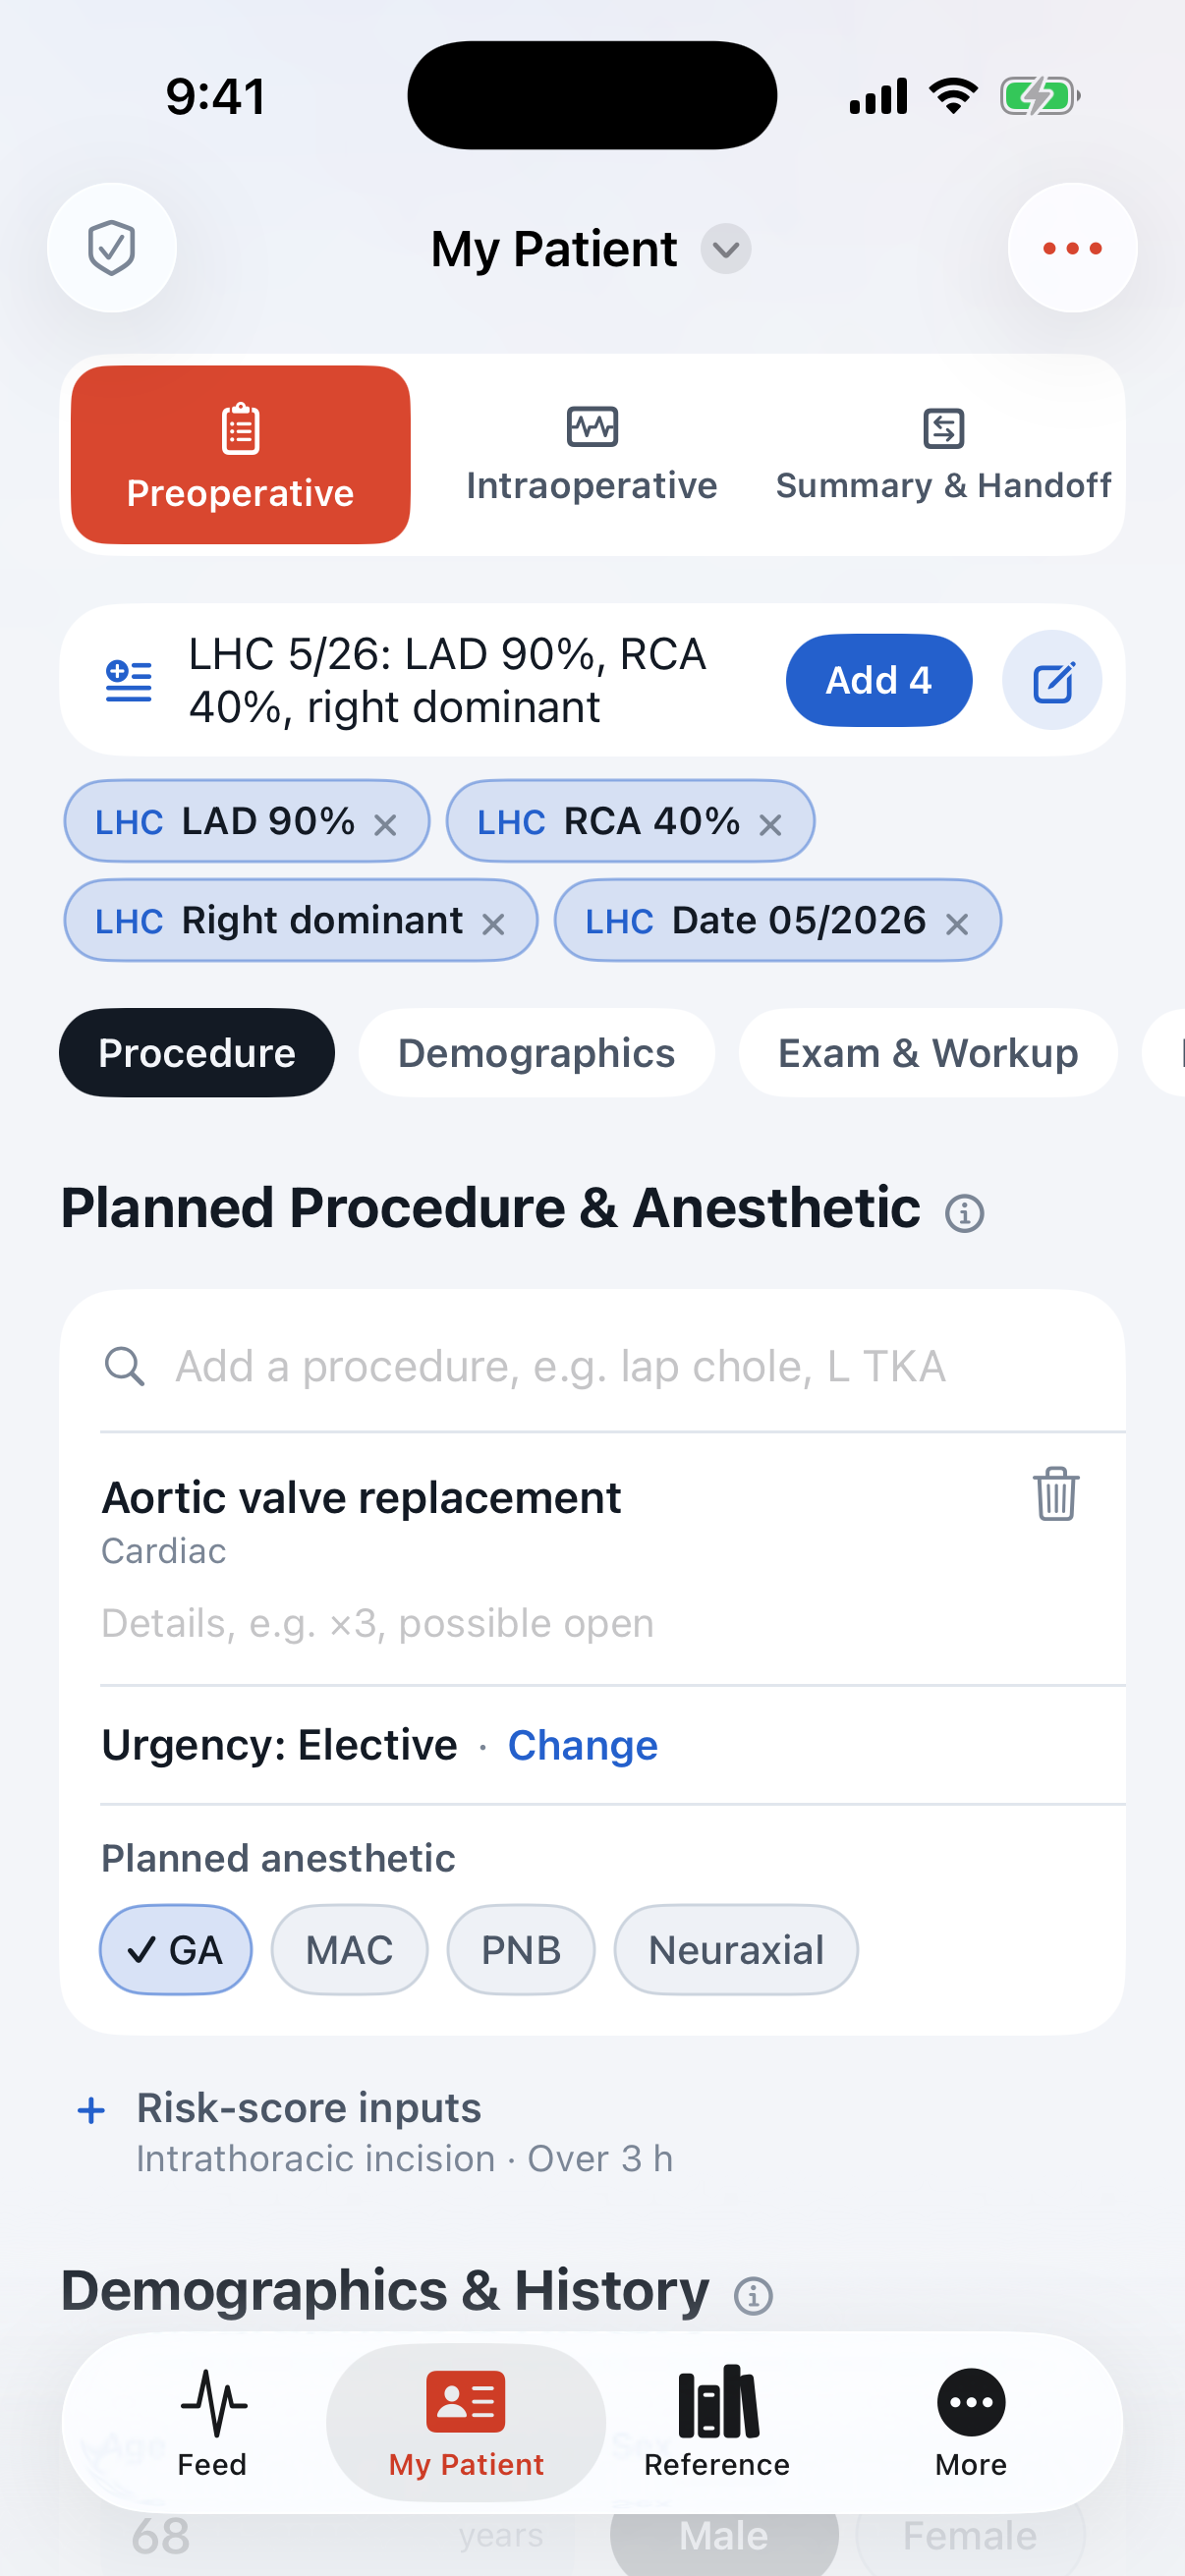 9:41
My Patient
Preoperative
Intraoperative
Summary & Handoff
LHC 5/26: LAD 90%, RCA
40%, right dominant
Add 4
LHC LAD 90% ×
LHC RCA 40% ×
LHC Right dominant ×
LHC Date 05/2026 ×
Procedure
Demographics
Exam & Workup
Planned Procedure & Anesthetic
Add a procedure, e.g. lap chole, L TKA
Aortic valve replacement
Cardiac
Details, e.g. ×3, possible open
Urgency: Elective · Change
Planned anesthetic
✓ GA
MAC
PNB
Neuraxial
+ Risk-score inputs
Intrathoracic incision · Over 3 h
Demographics & History
Age
Sex
Feed
My Patient
Reference
More
68
years
Male
Female